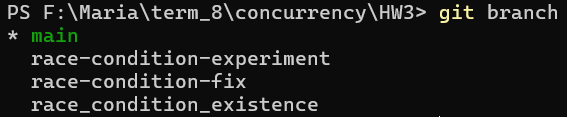 PS F:\Maria\term_8\concurrency\HW3> git branch
* main
  race-condition-experiment
  race-condition-fix
  race_condition_existence